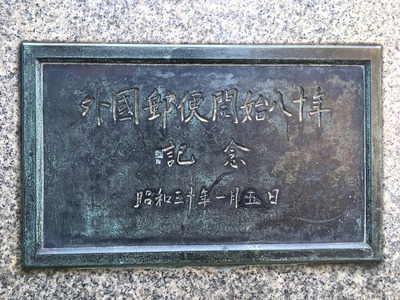 外國郵便開始八十年
記念
昭和三十年一月五日